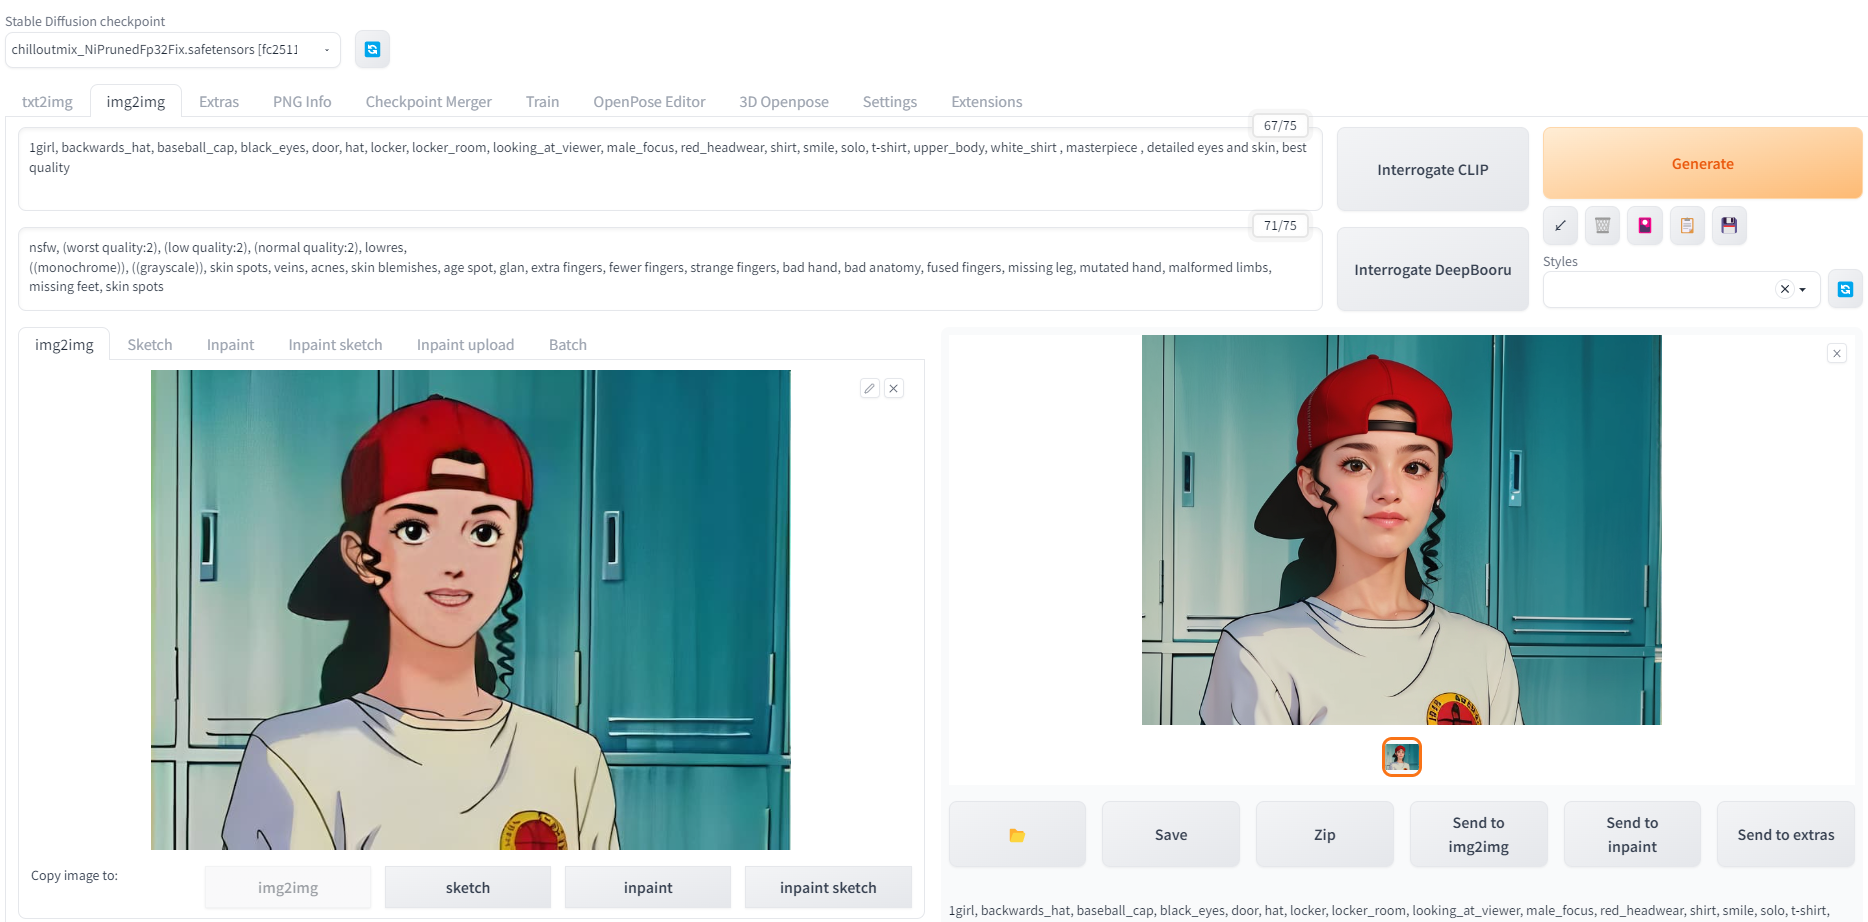 Stable Diffusion checkpoint
chilloutmix_NiPrunedFp32Fix.safetensors [fc2511
txt2img
img2img
Extras
PNG Info
Checkpoint Merger
Train
OpenPose Editor
3D Openpose
Settings
Extensions
67/75
1girl, backwards_hat, baseball_cap, black_eyes, door, hat, locker, locker_room, looking_at_viewer, male_focus, red_headwear, shirt, smile, solo, t-shirt, upper_body, white_shirt , masterpiece , detailed eyes and skin, best
quality
Interrogate CLIP
Generate
71/75
nsfw, (worst quality:2), (low quality:2), (normal quality:2), lowres,
((monochrome)), ((grayscale)), skin spots, veins, acnes, skin blemishes, age spot, glan, extra fingers, fewer fingers, strange fingers, bad hand, bad anatomy, fused fingers, missing leg, mutated hand, malformed limbs,
missing feet, skin spots
Interrogate DeepBooru
Styles
img2img
Sketch
Inpaint
Inpaint sketch
Inpaint upload
Batch
Copy image to:
img2img
sketch
inpaint
inpaint sketch
Save
Zip
Send to
img2img
Send to
inpaint
Send to extras
1girl, backwards_hat, baseball_cap, black_eyes, door, hat, locker, locker_room, looking_at_viewer, male_focus, red_headwear, shirt, smile, solo, t-shirt,